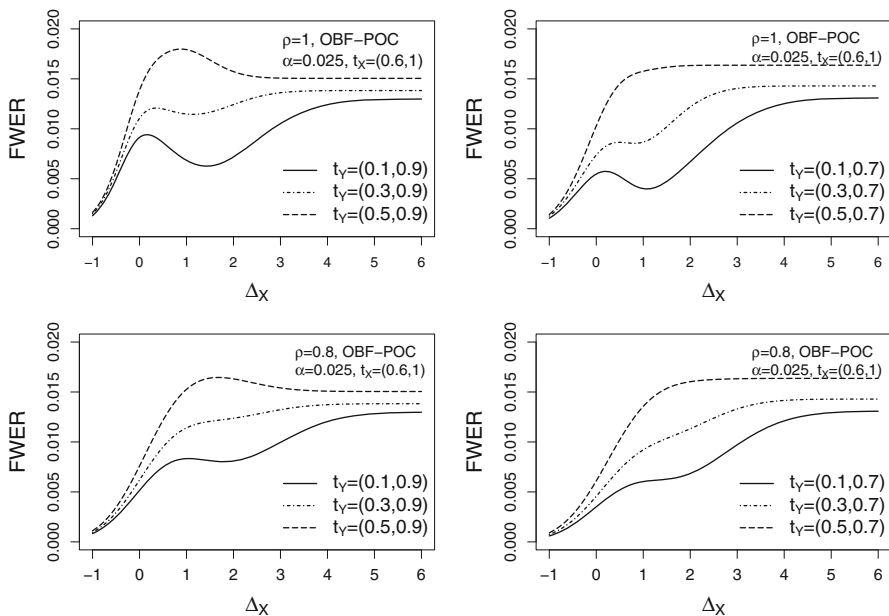 FWER
0.020
0.015
0.010
0.005
0.000
ρ=1, OBF−POC
α=0.025, tX=(0.6,1)
tY=(0.1,0.9)
tY=(0.3,0.9)
tY=(0.5,0.9)
−1 0 1 2 3 4 5 6
ΔX
FWER
0.020
0.015
0.010
0.005
0.000
ρ=1, OBF−POC
α=0.025, tX=(0.6,1)
tY=(0.1,0.7)
tY=(0.3,0.7)
tY=(0.5,0.7)
−1 0 1 2 3 4 5 6
ΔX
FWER
0.020
0.015
0.010
0.005
0.000
ρ=0.8, OBF−POC
α=0.025, tX=(0.6,1)
tY=(0.1,0.9)
tY=(0.3,0.9)
tY=(0.5,0.9)
−1 0 1 2 3 4 5 6
ΔX
FWER
0.020
0.015
0.010
0.005
0.000
ρ=0.8, OBF−POC
α=0.025, tX=(0.6,1)
tY=(0.1,0.7)
tY=(0.3,0.7)
tY=(0.5,0.7)
−1 0 1 2 3 4 5 6
ΔX